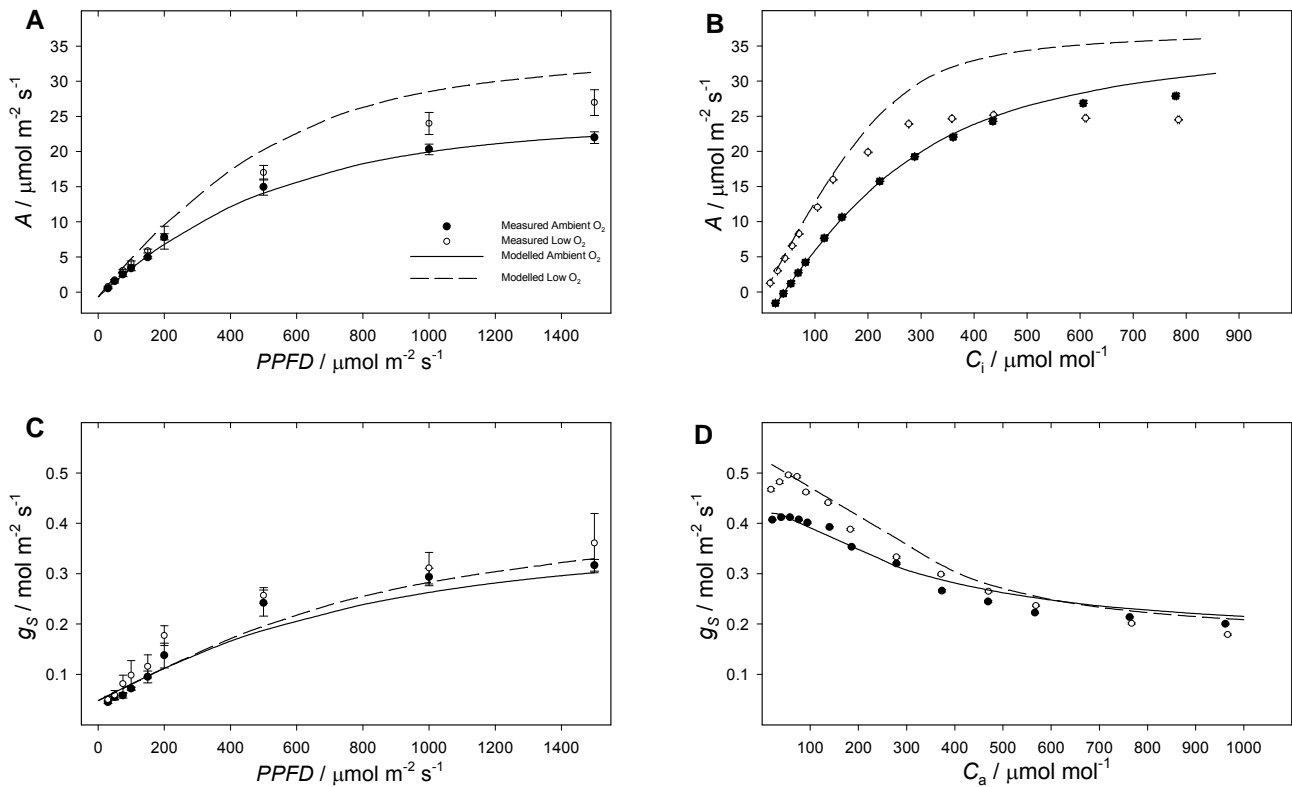 A
A / μmol m-2 s-1
35
30
25
20
15
10
5
0
0 200 400 600 800 1000 1200 1400
PPFD / μmol m-2 s-1
Measured Ambient O2
Measured Low O2
Modelled Ambient O2
Modelled Low O2
B
A / μmol m-2 s-1
35
30
25
20
15
10
5
0
100 200 300 400 500 600 700 800 900
Ci / μmol mol-1
C
gS / mol m-2 s-1
0.5
0.4
0.3
0.2
0.1
0 200 400 600 800 1000 1200 1400
PPFD / μmol m-2 s-1
D
gS / mol m-2 s-1
0.5
0.4
0.3
0.2
0.1
100 200 300 400 500 600 700 800 900 1000
Ca / μmol mol-1